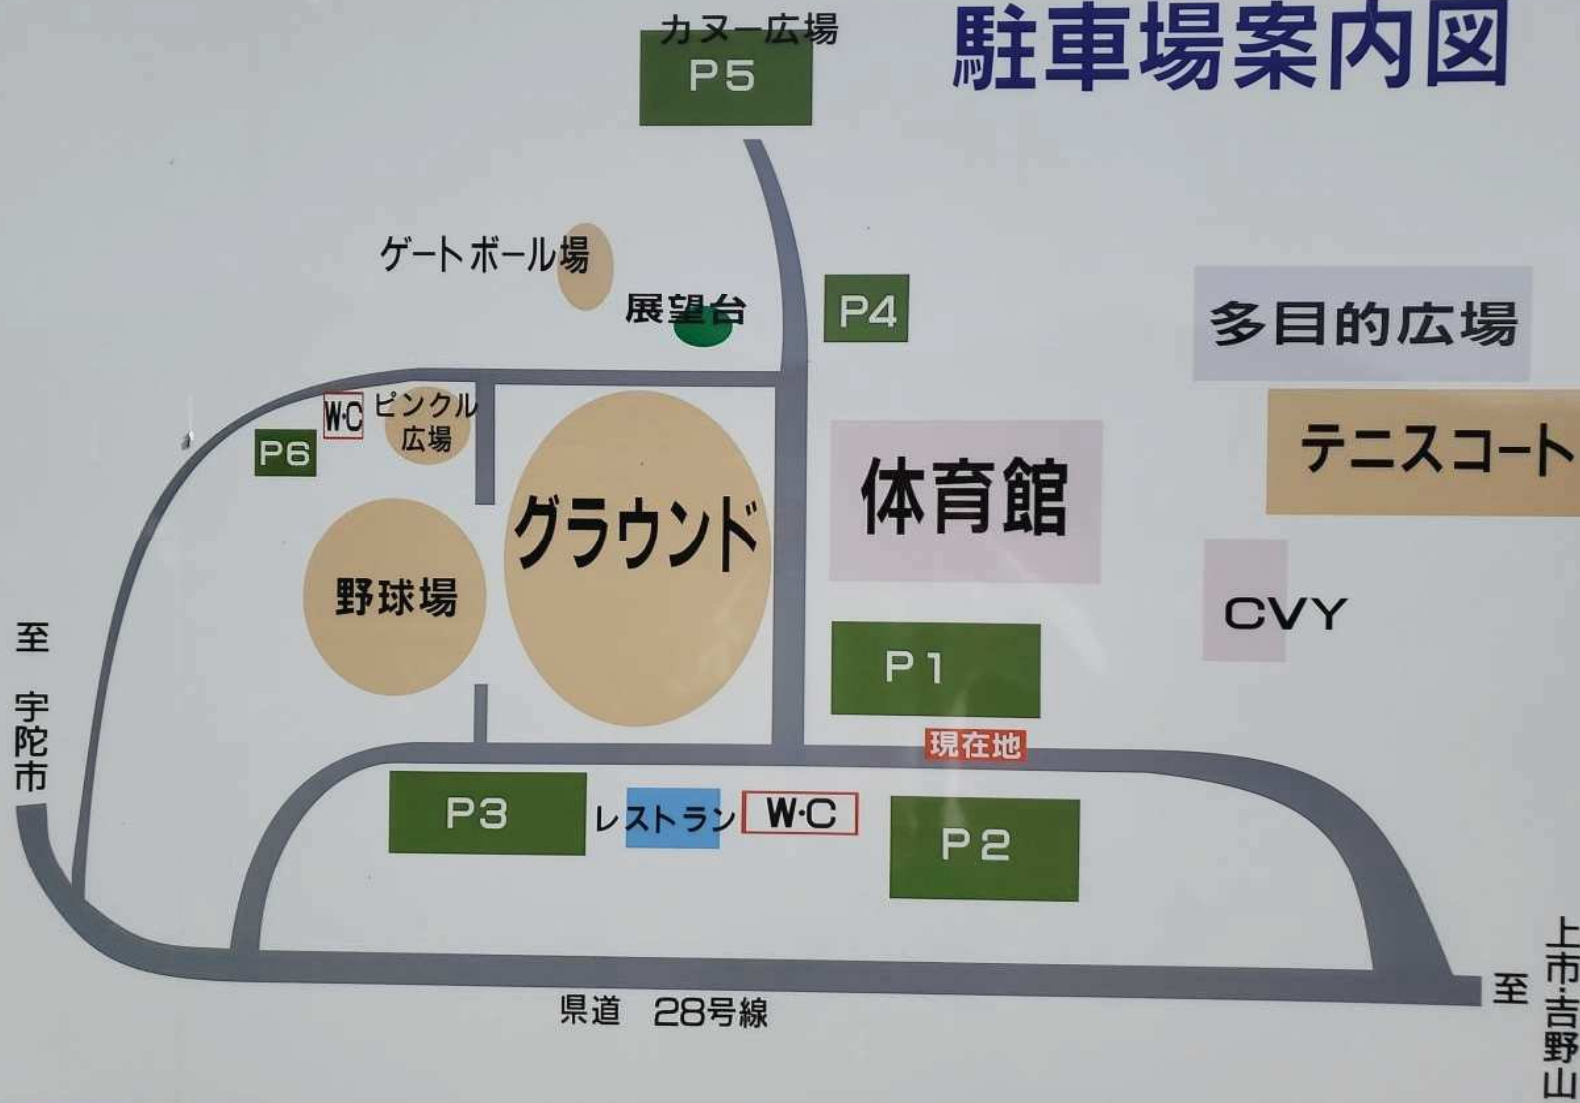 カヌー広場
駐車場案内図
P5
ゲートボール場
展望台
P4
多目的広場
W·C
ピンクル
広場
P6
テニスコート
グラウンド
体育館
野球場
CVY
P1
至 宇陀市
現在地
P3
レストラン
W·C
P2
県道 28号線
至
上市·吉野山